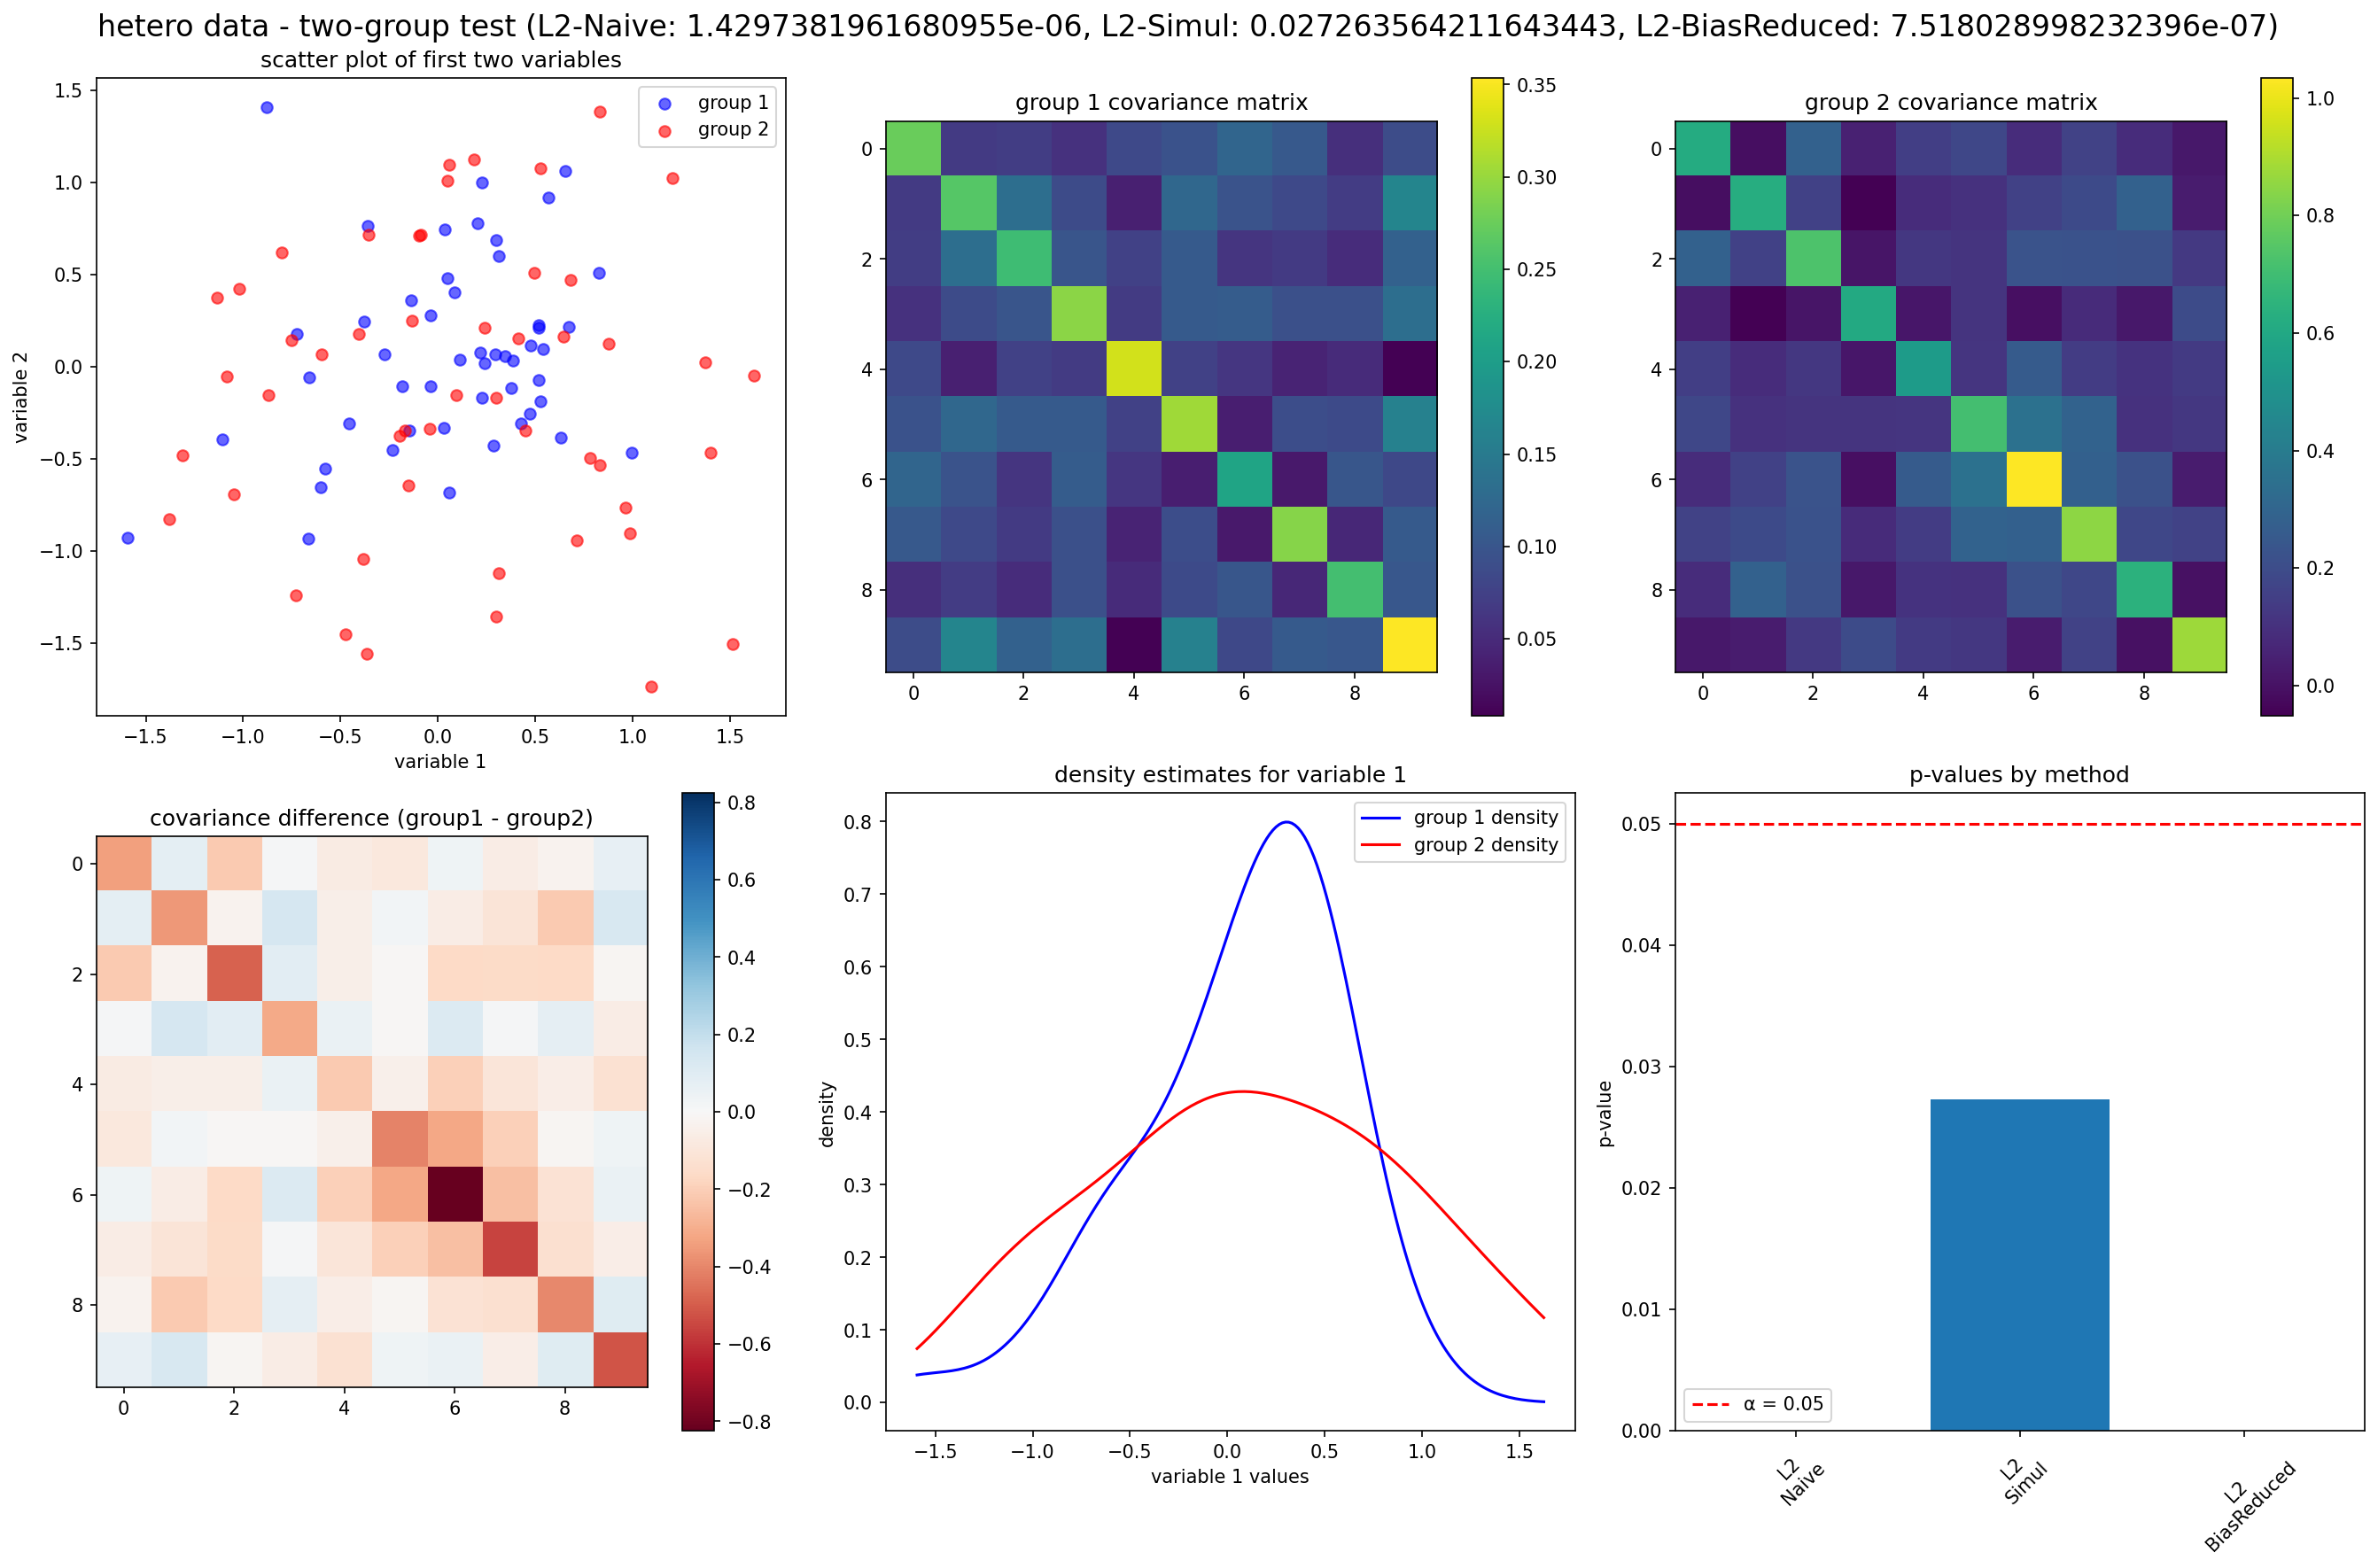 hetero data - two-group test (L2-Naive: 1.4297381961680955e-06, L2-Simul: 0.027263564211643443, L2-BiasReduced: 7.518028998232396e-07)
scatter plot of first two variables
group 1
group 2
1.5
1.0
0.5
0.0
−0.5
−1.0
−1.5
variable 2
−1.5 −1.0 −0.5 0.0 0.5 1.0 1.5
variable 1
group 1 covariance matrix
0
2
4
6
8
0 2 4 6 8
0.35
0.30
0.25
0.20
0.15
0.10
0.05
group 2 covariance matrix
0
2
4
6
8
0 2 4 6 8
1.0
0.8
0.6
0.4
0.2
0.0
covariance difference (group1 - group2)
0
2
4
6
8
0 2 4 6 8
0.8
0.6
0.4
0.2
0.0
−0.2
−0.4
−0.6
−0.8
density estimates for variable 1
group 1 density
group 2 density
0.8
0.7
0.6
0.5
0.4
0.3
0.2
0.1
0.0
density
−1.5 −1.0 −0.5 0.0 0.5 1.0 1.5
variable 1 values
p-values by method
0.05
0.04
0.03
0.02
0.01
0.00
p-value
α = 0.05
L2
Naive
L2
Simul
L2
BiasReduced